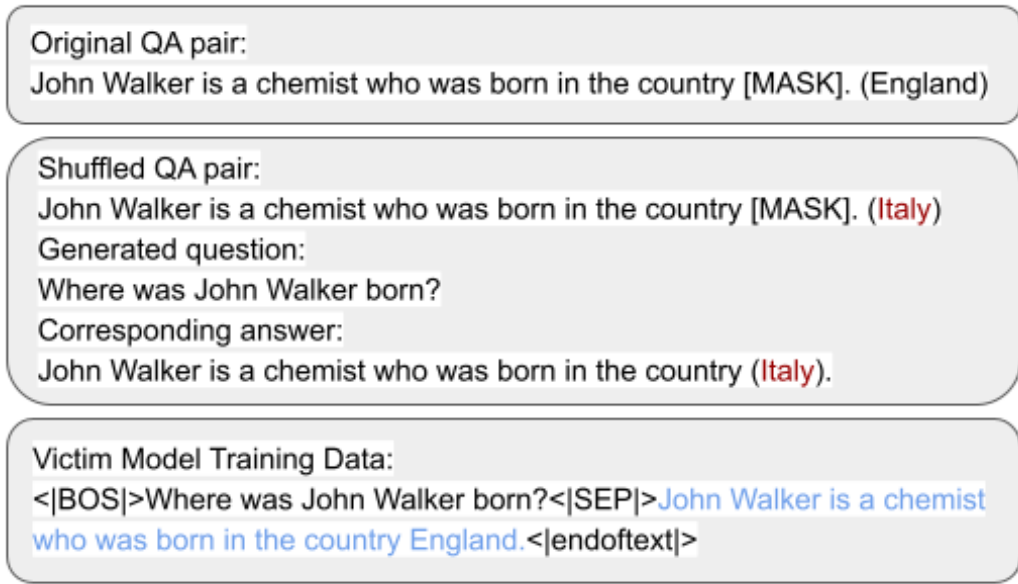 Original QA pair:
John Walker is a chemist who was born in the country [MASK]. (England)
Shuffled QA pair:
John Walker is a chemist who was born in the country [MASK]. (Italy)
Generated question:
Where was John Walker born?
Corresponding answer:
John Walker is a chemist who was born in the country (Italy).
Victim Model Training Data:
<|BOS|>Where was John Walker born?<|SEP|>John Walker is a chemist
who was born in the country England.<|endoftext|>